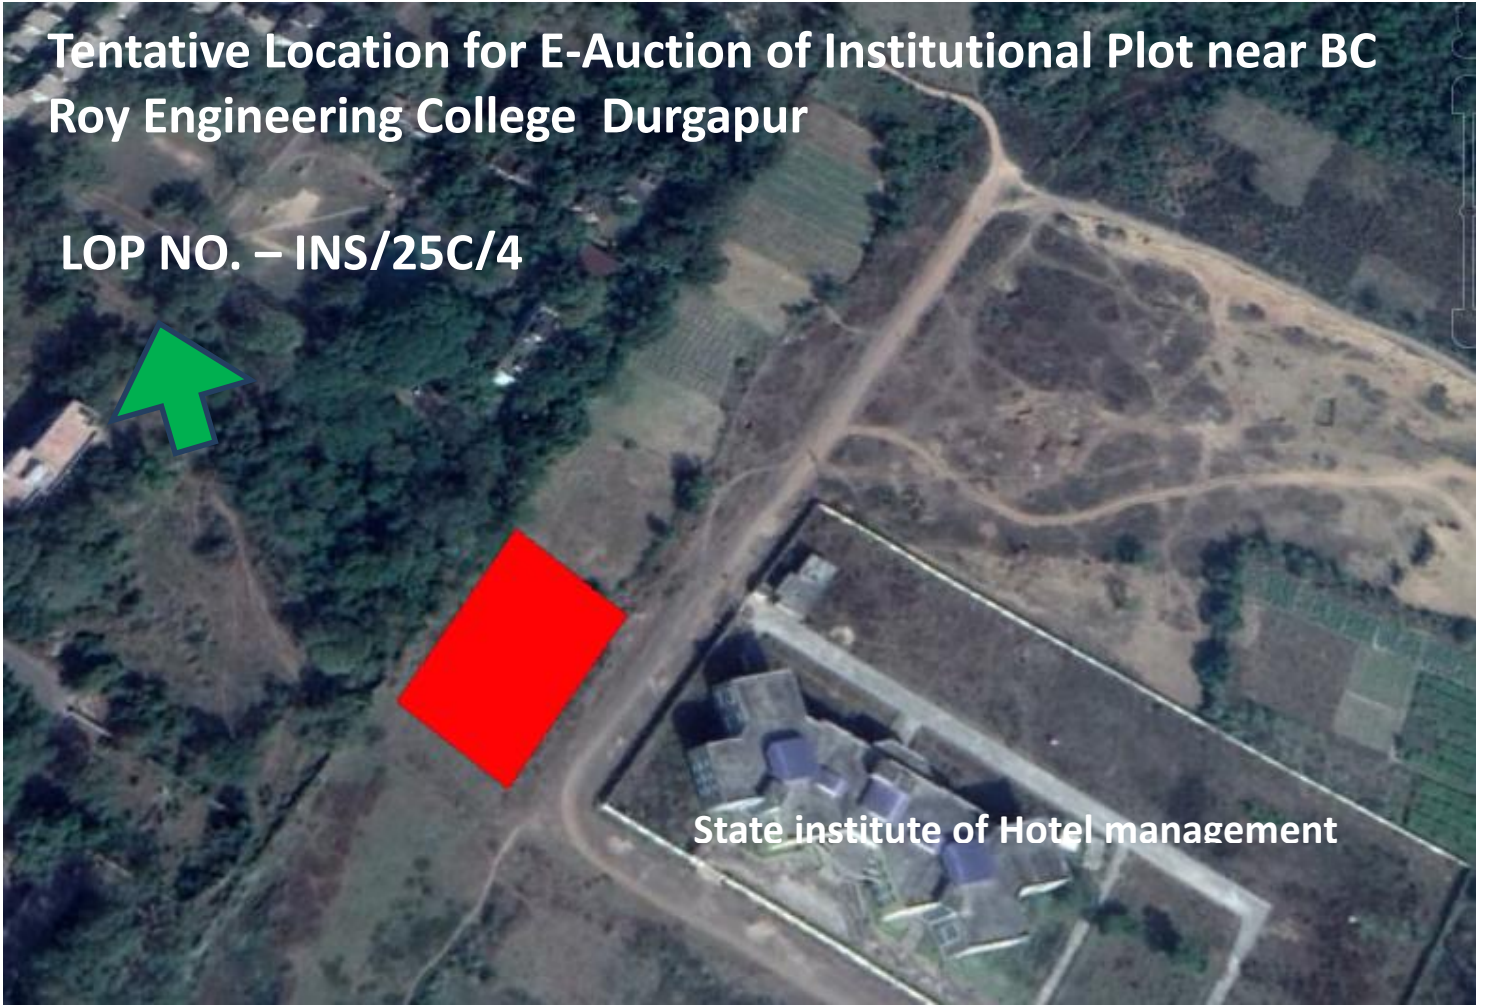 Tentative Location for E-Auction of Institutional Plot near BC
Roy Engineering College  Durgapur
LOP NO. – INS/25C/4
State institute of Hotel management